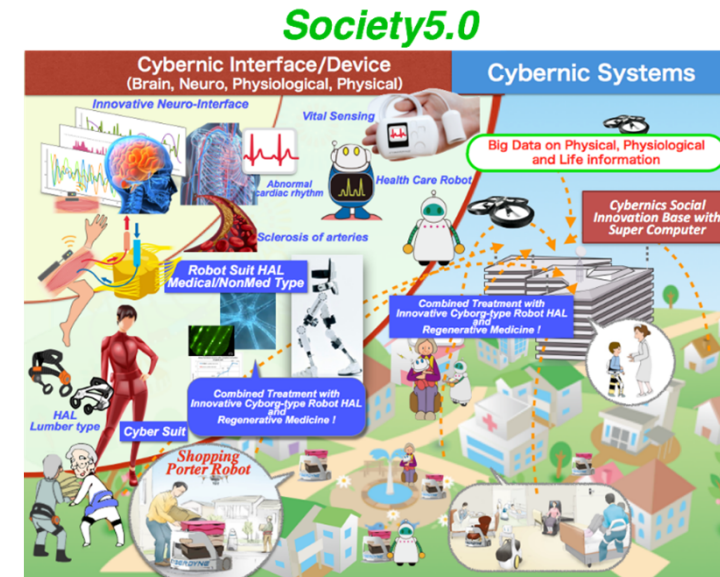 Society5.0
Cybernic Interface/Device
(Brain, Neuro, Physiological, Physical)
Cybernic Systems
Innovative Neuro-Interface
Vital Sensing
Big Data on Physical, Physiological
and Life information
Abnormal
cardiac rhythm
Health Care Robot
Cybernics Social
Innovation Base with
Super Computer
Sclerosis of arteries
Robot Suit HAL
Medical/NonMed Type
Combined Treatment with
Innovative Cyborg-type Robot HAL
and
Regenerative Medicine !
Combined Treatment with
Innovative Cyborg-type Robot HAL
and
Regenerative Medicine !
HAL
Lumber type
Cyber Suit
Shopping
Porter Robot
CYBERDYNE